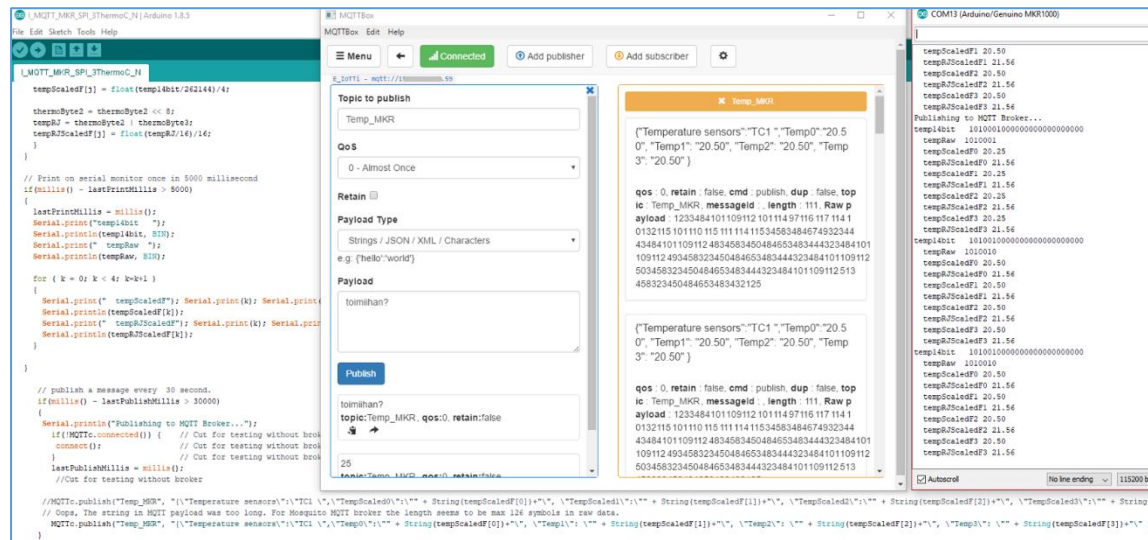 I_MQTT_MKR_SPI_3ThermoC_N | Arduino 1.8.5
File Edit Sketch Tools Help
I_MQTT_MKR_SPI_3ThermoC_N
tempScaledF[j] = float(temp14bit/262144)/4;
thermoByte2 = thermoByte2 << 8;
tempRJ = thermoByte2 | thermoByte3;
tempRJScaledF[j] = float(tempRJ/16)/16;
}
}
// Print on serial monitor once in 5000 millisecond
if(millis() - lastPrintMillis > 5000)
{
lastPrintMillis = millis();
Serial.print("temp14bit   ");
Serial.println(temp14bit, BIN);
Serial.print("  tempRaw  ");
Serial.println(tempRaw, BIN);
for ( k = 0; k < 4; k=k+1 )
{
Serial.print("  tempScaledF"); Serial.print(k); Serial.print(
Serial.println(tempScaledF[k]);
Serial.print("  tempRJScaledF"); Serial.print(k); Serial.prin
Serial.println(tempRJScaledF[k]);
}
}
// publish a message every  30 second.
if(millis() - lastPublishMillis > 30000)
{
Serial.println("Publishing to MQTT Broker...");
if(!MQTTc.connected()) {    // Cut for testing without brok
connect();    // Cut for testing without brok
}    // Cut for testing without brok
lastPublishMillis = millis();
//Cut for testing without broker
//MQTTc.publish("Temp_MKR", "{\"Temperature sensors\":\"TC1 \",\"TempScaled0\":\"" + String(tempScaledF[0])+"\", \"TempScaled1\":\"" + String(tempScaledF[1])+"\", \"TempScaled2\":\"" + String(tempScaledF[2])+"\", \"TempScaled3\":\"" + String
// Oops, The string in MQTT payload was too long. For Mosquito MQTT broker the length seems to be max 126 symbols in raw data.
MQTTc.publish("Temp_MKR", "{\"Temperature sensors\":\"TC1 \",\"Temp0\":\"" + String(tempScaledF[0])+"\", \"Temp1\": \"" + String(tempScaledF[1])+"\", \"Temp2\": \"" + String(tempScaledF[2])+"\", \"Temp3\": \"" + String(tempScaledF[3])+"\"
}
MQTTBox
MQTTBox Edit Help
Menu
Connected
Add publisher
Add subscriber
mqtt://1
Topic to publish
Temp_MKR
QoS
0 - Almost Once
Retain
Payload Type
Strings / JSON / XML / Characters
e.g: {'hello':'world'}
Payload
toimiihan?
Publish
toimiihan?
topic:Temp_MKR, qos:0, retain:false
25
topic:Temp_MKR, qos:0, retain:false
Temp_MKR
{"Temperature sensors":"TC1 ","Temp0":"20.5
0", "Temp1": "20.50", "Temp2": "20.50", "Temp
3": "20.50" }
qos : 0, retain : false, cmd : publish, dup : false, top
ic : Temp_MKR, messageId : , length : 111, Raw p
ayload :
{"Temperature sensors":"TC1 ","Temp0":"20.5
0", "Temp1": "20.50", "Temp2": "20.50", "Temp
3": "20.50" }
qos : 0, retain : false, cmd : publish, dup : false, top
ic : Temp_MKR, messageId : , length : 111, Raw p
ayload :
COM13 (Arduino/Genuino MKR1000)
tempScaledF1 20.50
tempRJScaledF1 21.56
tempScaledF2 20.50
tempRJScaledF2 21.56
tempScaledF3 20.50
tempRJScaledF3 21.56
Publishing to MQTT Broker...
temp14bit
tempRaw  1010001
tempScaledF0 20.25
tempRJScaledF0 21.56
tempScaledF1 20.25
tempRJScaledF1 21.56
tempScaledF2 20.25
tempRJScaledF2 21.56
tempScaledF3 20.25
tempRJScaledF3 21.56
temp14bit
tempRaw  1010010
tempScaledF0 20.50
tempRJScaledF0 21.56
tempScaledF1 20.50
tempRJScaledF1 21.56
tempScaledF2 20.50
tempRJScaledF2 21.56
tempScaledF3 20.50
tempRJScaledF3 21.56
temp14bit
tempRaw  1010010
tempScaledF0 20.50
tempRJScaledF0 21.56
tempScaledF1 20.50
tempRJScaledF1 21.56
tempScaledF2 20.50
tempRJScaledF2 21.56
tempScaledF3 20.50
tempRJScaledF3 21.56
Autoscroll
No line ending
115200 b